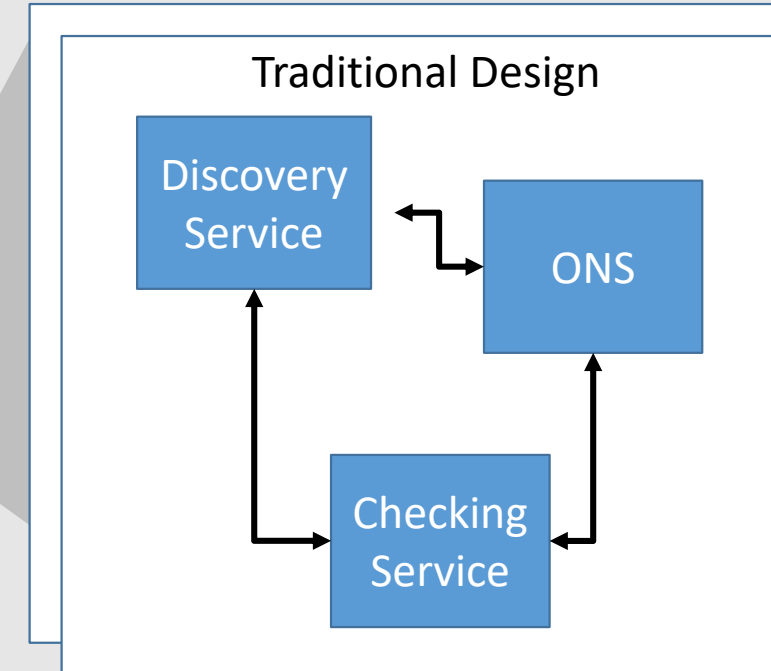 Traditional Design
Discovery
Service
ONS
Checking
Service